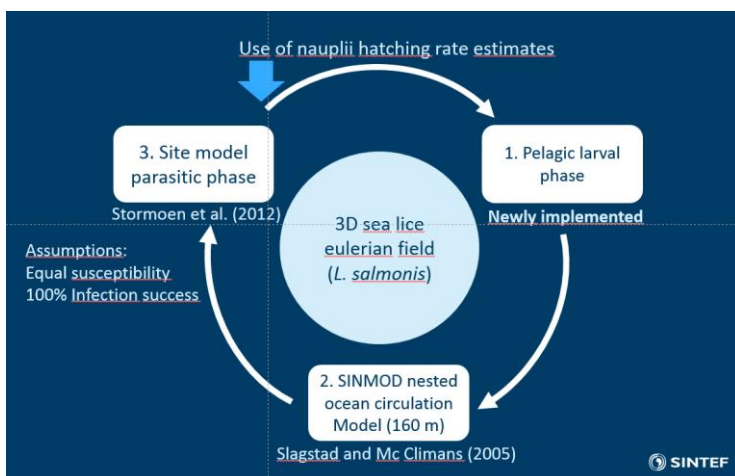 Use of nauplii hatching rate estimates
3. Site model
parasitic phase
Stormoen et al. (2012)
1. Pelagic larval
phase
Newly implemented
3D sea lice
eulerian field
(L. salmonis)
Assumptions:
Equal susceptibility
100% Infection success
2. SINMOD nested
ocean circulation
Model (160 m)
Slagstad and Mc Climans (2005)
SINTEF